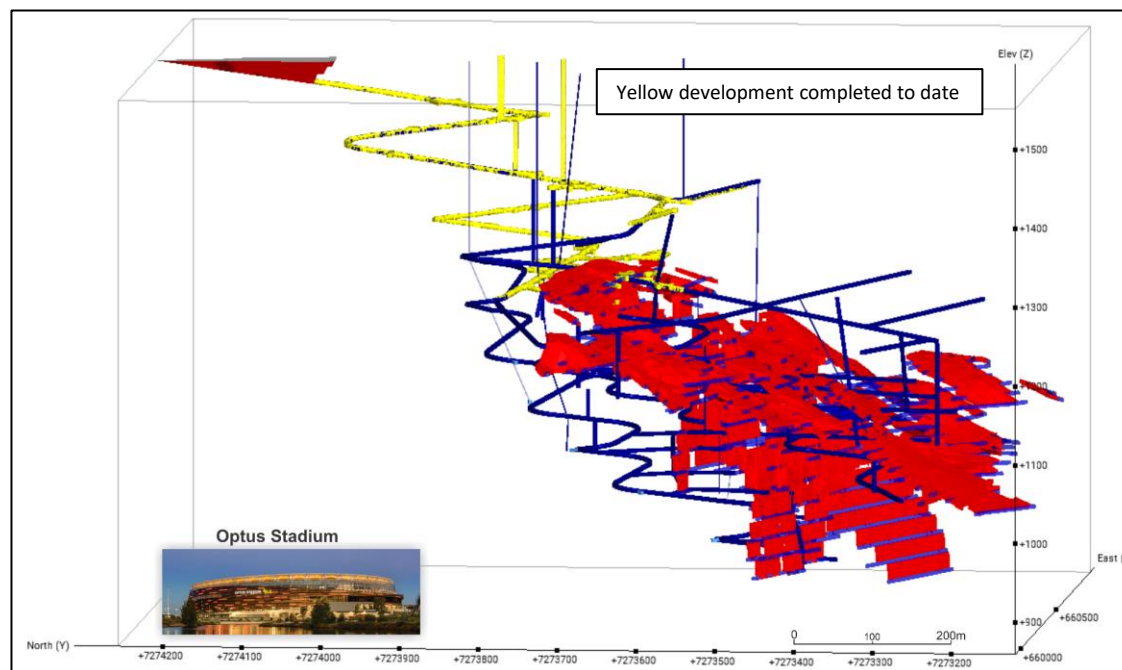 Elev (Z)
Yellow development completed to date
+1500
+1400
+1300
+1100
+1000
Optus Stadium
East (
+660500
+900
0 100 200m
North (Y)
+7274200 +7274100 +7274000 +7273900 +7273800 +7273700 +7273600 +7273500 +7273400 +7273300 +7273200
+660000